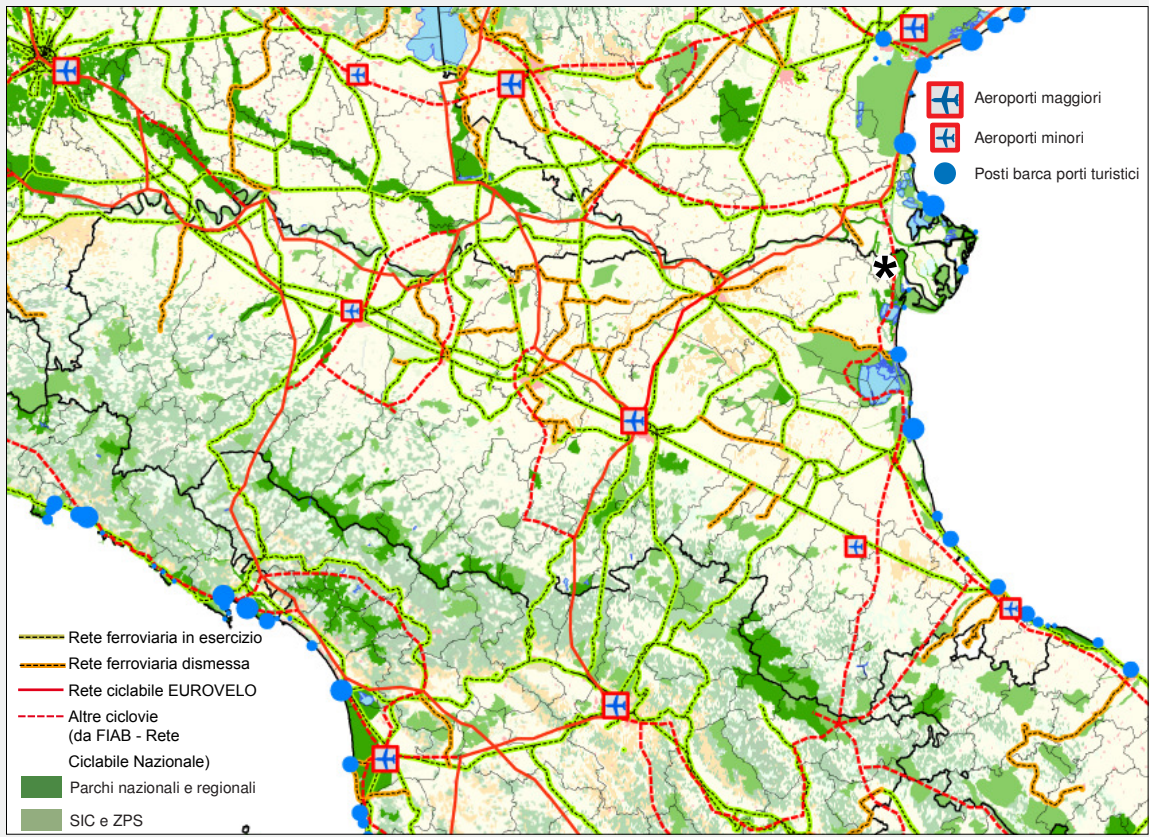 Aeroporti maggiori
Aeroporti minori
Posti barca porti turistici
*
Rete ferroviaria in esercizio
Rete ferroviaria dismessa
Rete ciclabile EUROVELO
Altre ciclovie
(da FIAB - Rete
Ciclabile Nazionale)
Parchi nazionali e regionali
SIC e ZPS